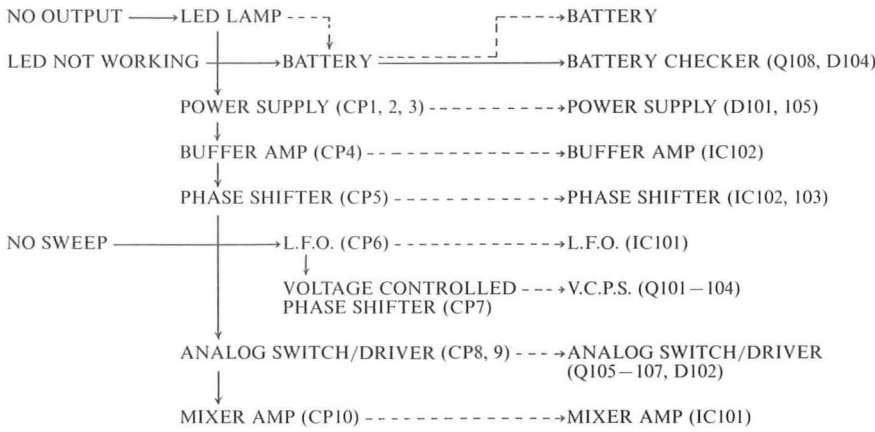 NO OUTPUT LED LAMP BATTERY
LED NOT WORKING BATTERY BATTERY CHECKER (Q108, D104)
POWER SUPPLY (CP1, 2, 3) POWER SUPPLY (D101, 105)
BUFFER AMP (CP4) BUFFER AMP (IC102)
PHASE SHIFTER (CP5) PHASE SHIFTER (IC102, 103)
NO SWEEP L.F.O. (CP6) L.F.O. (IC101)
VOLTAGE CONTROLLED V.C.P.S. (Q101–104)
PHASE SHIFTER (CP7)
ANALOG SWITCH/DRIVER (CP8, 9) ANALOG SWITCH/DRIVER
(Q105–107, D102)
MIXER AMP (CP10) MIXER AMP (IC101)